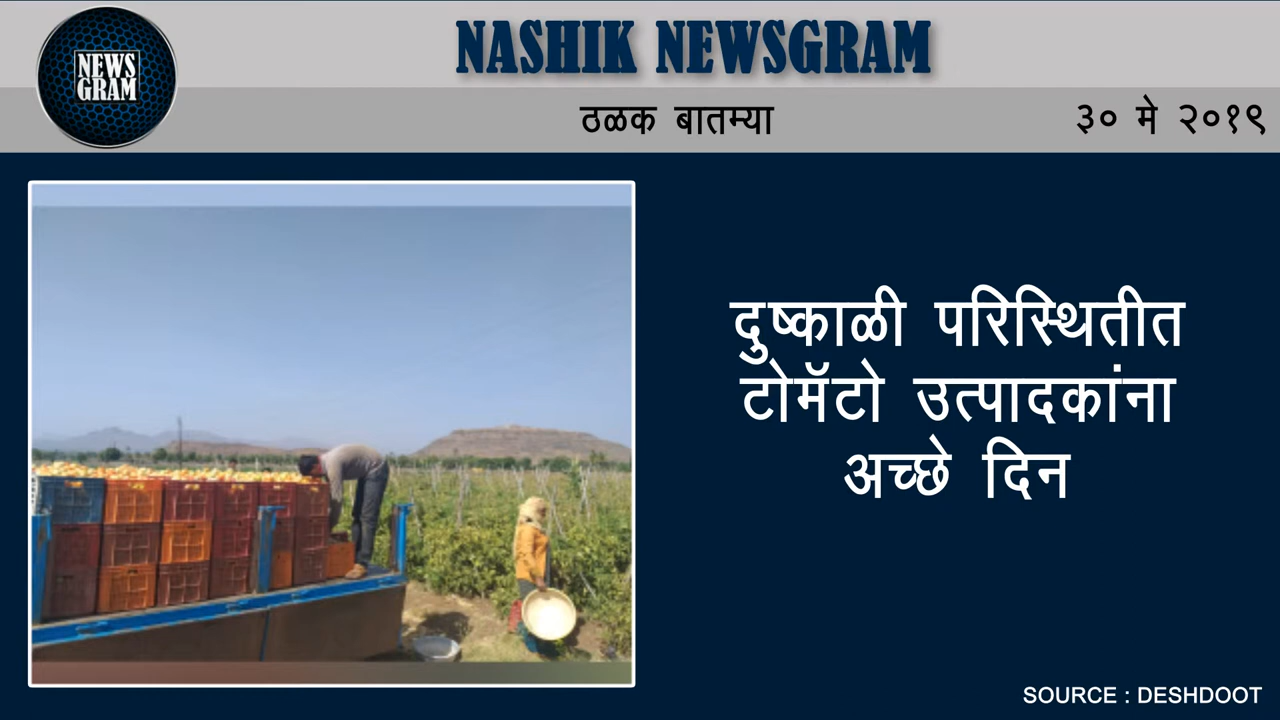 NEWS
GRAM
NASHIK NEWSGRAM
ठळक बातम्या
३० मे २०१९
दुष्काळी परिस्थितीत
टोमॅटो उत्पादकांना
अच्छे दिन
SOURCE : DESHDOOT